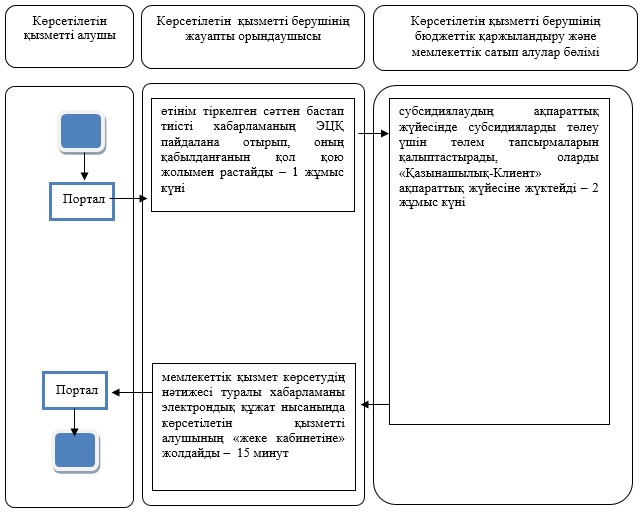 Көрсетілетін
қызметті алушы
Көрсетілетін қызметті берушінің
жауапты орындаушысы
Көрсетілетін қызметті берушінің
бюджеттік қаржыландыру және
мемлекеттік сатып алулар бөлімі
Портал
өтінім тіркелген сәттен бастап
тиісті хабарламаның ЭЦҚ
пайдалана отырып, оның
қабылданғанын қол қою
жолымен растайды – 1 жұмыс
күні
субсидиялаудың ақпараттық
жүйесінде субсидияларды төлеу
үшін төлем тапсырмаларын
қалыптастырады, оларды
«Қазынашылық-Клиент»
ақпараттық жүйесіне жүктейді – 2
жұмыс күні
Портал
мемлекеттік қызмет көрсетудің
нәтижесі туралы хабарламаны
электрондық құжат нысанында
көрсетілетін қызметті
алушының «жеке кабинетіне»
жолдайды – 15 минут